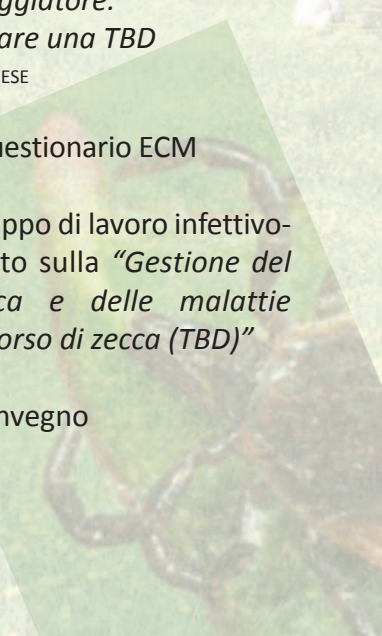 ggiatore.
are una TBD
ESE
uestionario ECM
ppo di lavoro infettivo-
to sulla “Gestione del
ca e delle malattie
orso di zecca (TBD)”
nvegno